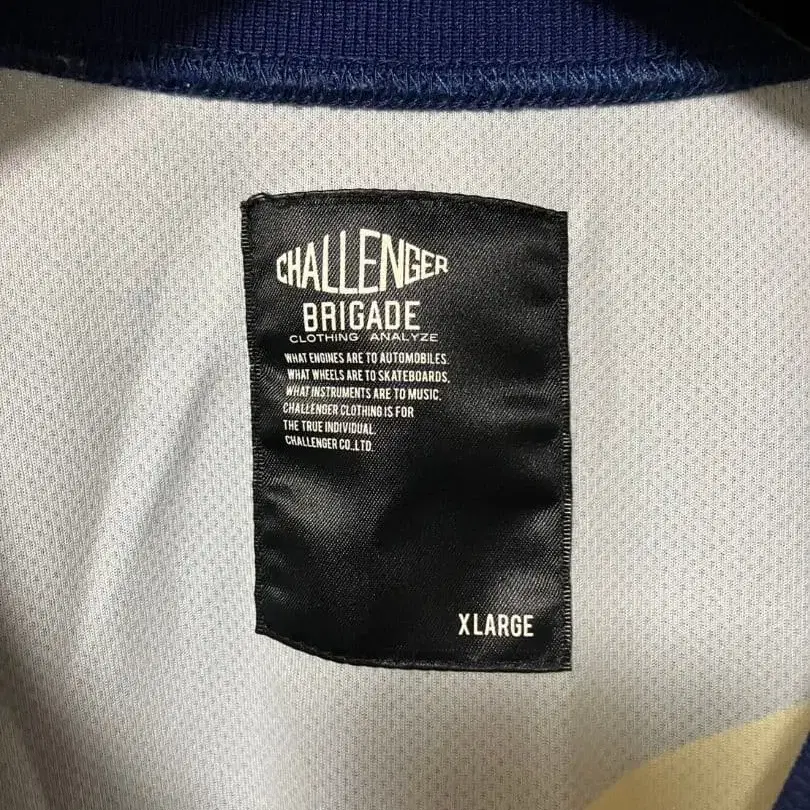 CHALLENGER
BRIGADE
CLOTHING ANALYZE
WHAT ENGINES ARE TO AUTOMOBILES.
WHAT WHEELS ARE TO SKATEBOARDS,
WHAT INSTRUMENTS ARE TO MUSIC.
CHALLENGER CLOTHING IS FOR
THE TRUE INDIVIDUAL.
CHALLENGER CO.,LTD.
XLARGE